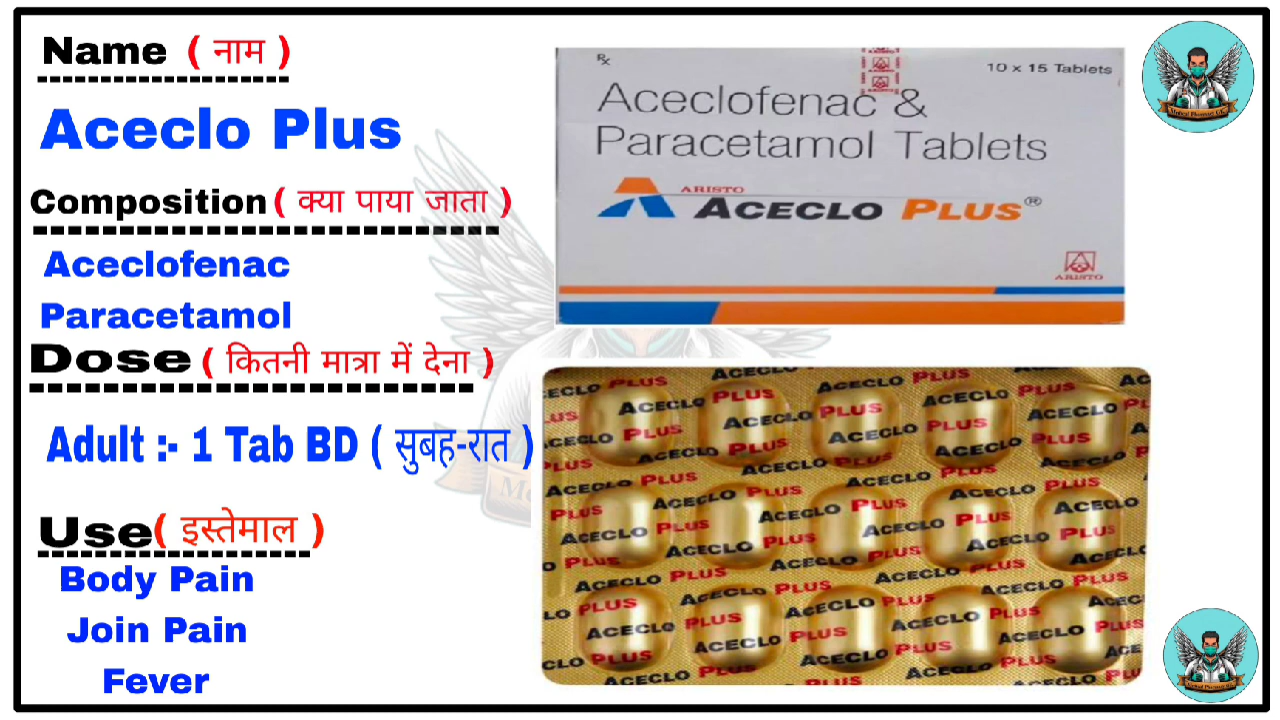 Name ( नाम )
Aceclo Plus
Composition ( क्या पाया जाता )
Aceclofenac
Paracetamol
Dose ( कितनी मात्रा में देना )
Adult :- 1 Tab BD ( सुबह-रात )
Use ( इस्तेमाल )
Body Pain
Join Pain
Fever
Rx
10 x 15 Tablets
Aceclofenac &
Paracetamol Tablets
ARISTO
ACECLO PLUS®
ARISTO
ACECLO PLUS